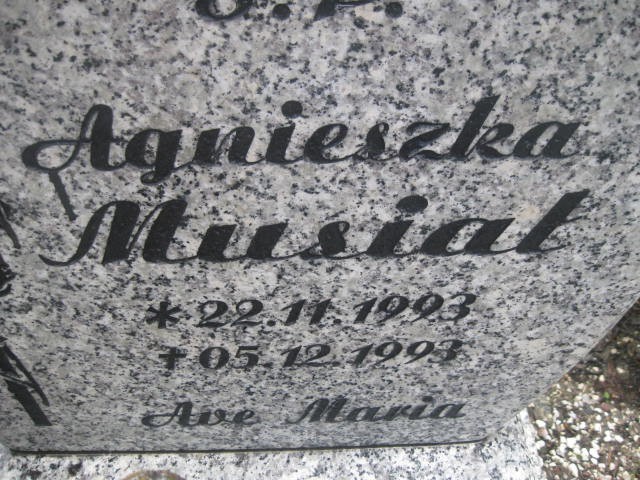 Agnieszka
Musiał
* 22.11.1993
✝ 05.12.1993
Ave Maria